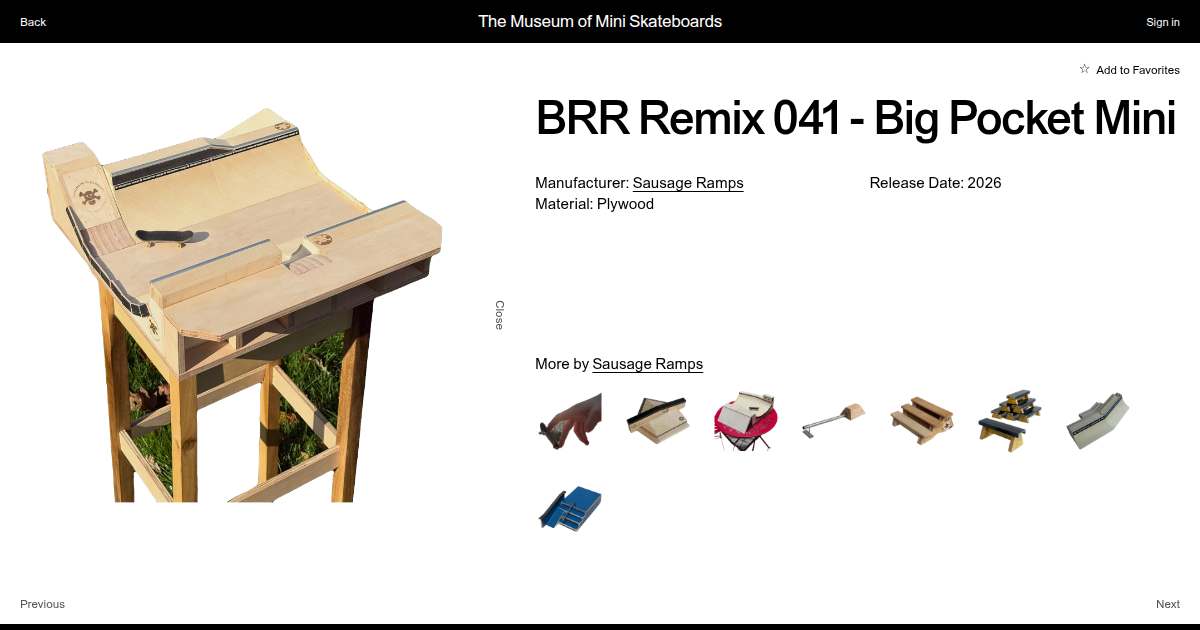 Back
The Museum of Mini Skateboards
Sign in
☆ Add to Favorites
BRR Remix 041 - Big Pocket Mini
Manufacturer: Sausage Ramps
Release Date: 2026
Material: Plywood
Close
More by Sausage Ramps
Previous
Next